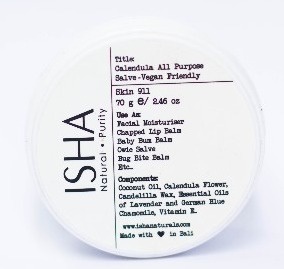 ISHA
Natural • Purity
Title:
Calendula All Purpose
Salve-Vegan Friendly
Skin 911
70 g e/ 2.46 oz
Use As:
Facial Moisturiser
Chapped Lip Balm
Baby Bum Balm
Owie Salve
Bug Bite Balm
Etc..
Components:
Coconut Oil, Calendula Flower,
Candelilla Wax, Essential Oils
of Lavender and German Blue
Chamomile, Vitamin E.
www.ishanaturals.com
Made with ♥ in Bali